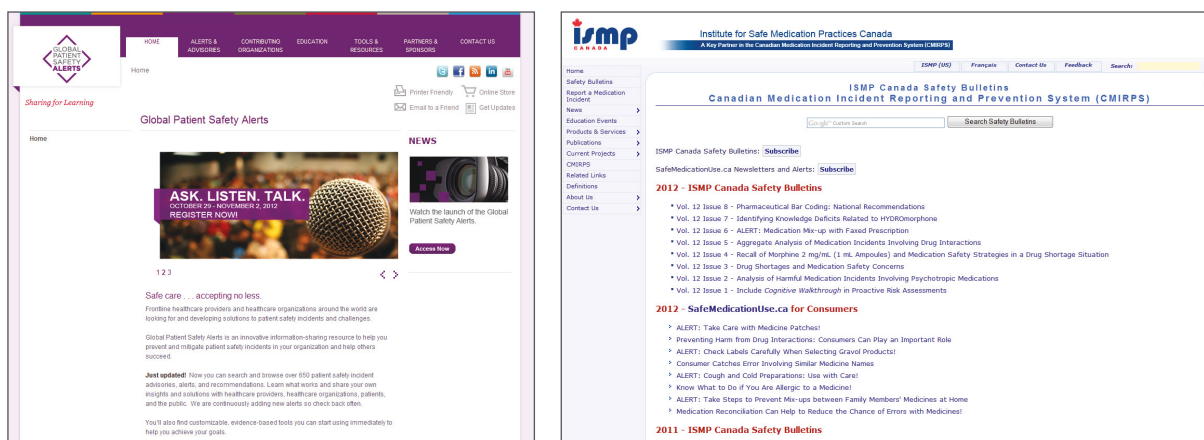 GLOBAL
PATIENT
SAFETY
ALERTS
Sharing for Learning
Home
HOME
ALERTS &
ADVISORIES
CONTRIBUTING
ORGANIZATIONS
EDUCATION
TOOLS &
RESOURCES
PARTNERS &
SPONSORS
CONTACT US
Home
Printer Friendly
Online Store
Email to a Friend
Get Updates
Global Patient Safety Alerts
ASK. LISTEN. TALK.
OCTOBER 29 - NOVEMBER 2, 2012
REGISTER NOW!
1 2 3
NEWS
Watch the launch of the Global
Patient Safety Alerts.
Access Now
Safe care . . . accepting no less.
Frontline healthcare providers and healthcare organizations around the world are
looking for and developing solutions to patient safety incidents and challenges.
Global Patient Safety Alerts is an innovative information-sharing resource to help you
prevent and mitigate patient safety incidents in your organization and help others
succeed.
Just updated! Now you can search and browse over 650 patient safety incident
advisories, alerts, and recommendations. Learn what works and share your own
insights and solutions with healthcare providers, healthcare organizations, patients,
and the public. We are continuously adding new alerts so check back often.
You'll also find customizable, evidence-based tools you can start using immediately to
help you achieve your goals.
ismp
CANADA
Institute for Safe Medication Practices Canada
A Key Partner in the Canadian Medication Incident Reporting and Prevention System (CMIRPS)
ISMP (US)
Français
Contact Us
Feedback
Search:
Home
Safety Bulletins
Report a Medication
Incident
News
Education Events
Products & Services
Publications
Current Projects
CMIRPS
Related Links
Definitions
About Us
Contact Us
ISMP Canada Safety Bulletins
Canadian Medication Incident Reporting and Prevention System (CMIRPS)
Google™ Custom Search
Search Safety Bulletins
ISMP Canada Safety Bulletins: Subscribe
SafeMedicationUse.ca Newsletters and Alerts: Subscribe
2012 - ISMP Canada Safety Bulletins
Vol. 12 Issue 8 - Pharmaceutical Bar Coding: National Recommendations
Vol. 12 Issue 7 - Identifying Knowledge Deficits Related to HYDROmorphone
Vol. 12 Issue 6 - ALERT: Medication Mix-up with Faxed Prescription
Vol. 12 Issue 5 - Aggregate Analysis of Medication Incidents Involving Drug Interactions
Vol. 12 Issue 4 - Recall of Morphine 2 mg/mL (1 mL Ampoules) and Medication Safety Strategies in a Drug Shortage Situation
Vol. 12 Issue 3 - Drug Shortages and Medication Safety Concerns
Vol. 12 Issue 2 - Analysis of Harmful Medication Incidents Involving Psychotropic Medications
Vol. 12 Issue 1 - Include Cognitive Walkthrough in Proactive Risk Assessments
2012 - SafeMedicationUse.ca for Consumers
ALERT: Take Care with Medicine Patches!
Preventing Harm from Drug Interactions: Consumers Can Play an Important Role
ALERT: Check Labels Carefully When Selecting Gravol Products!
Consumer Catches Error Involving Similar Medicine Names
ALERT: Cough and Cold Preparations: Use with Care!
Know What to Do if You Are Allergic to a Medicine!
ALERT: Take Steps to Prevent Mix-ups between Family Members' Medicines at Home
Medication Reconciliation Can Help to Reduce the Chance of Errors with Medicines!
2011 - ISMP Canada Safety Bulletins